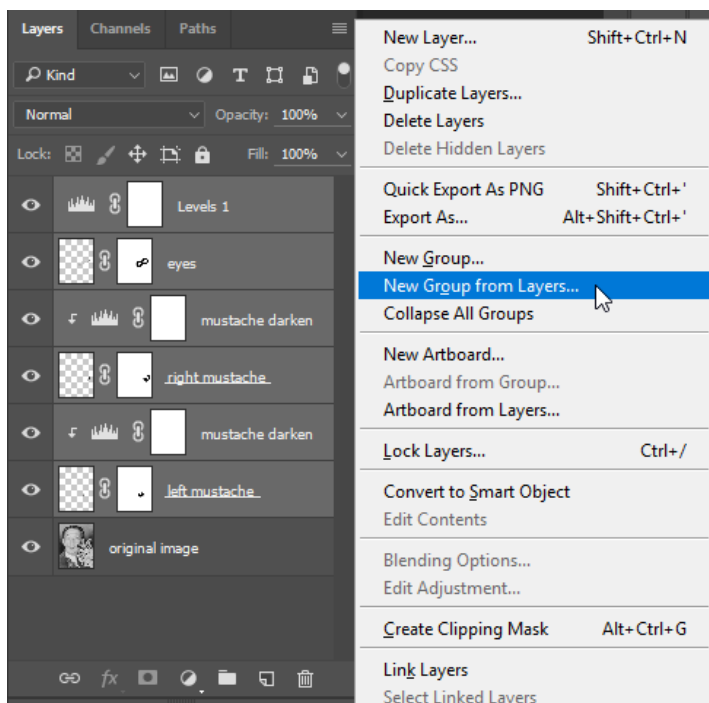 Layers Channels Paths
Kind
Normal Opacity: 100%
Lock: Fill: 100%
Levels 1
eyes
mustache darken
right mustache
mustache darken
left mustache
original image
fx
New Layer... Shift+Ctrl+N
Copy CSS
Duplicate Layers...
Delete Layers
Delete Hidden Layers
Quick Export As PNG Shift+Ctrl+'
Export As... Alt+Shift+Ctrl+'
New Group...
New Group from Layers...
Collapse All Groups
New Artboard...
Artboard from Group...
Artboard from Layers...
Lock Layers... Ctrl+/
Convert to Smart Object
Edit Contents
Blending Options...
Edit Adjustment...
Create Clipping Mask Alt+Ctrl+G
Link Layers
Select Linked Layers